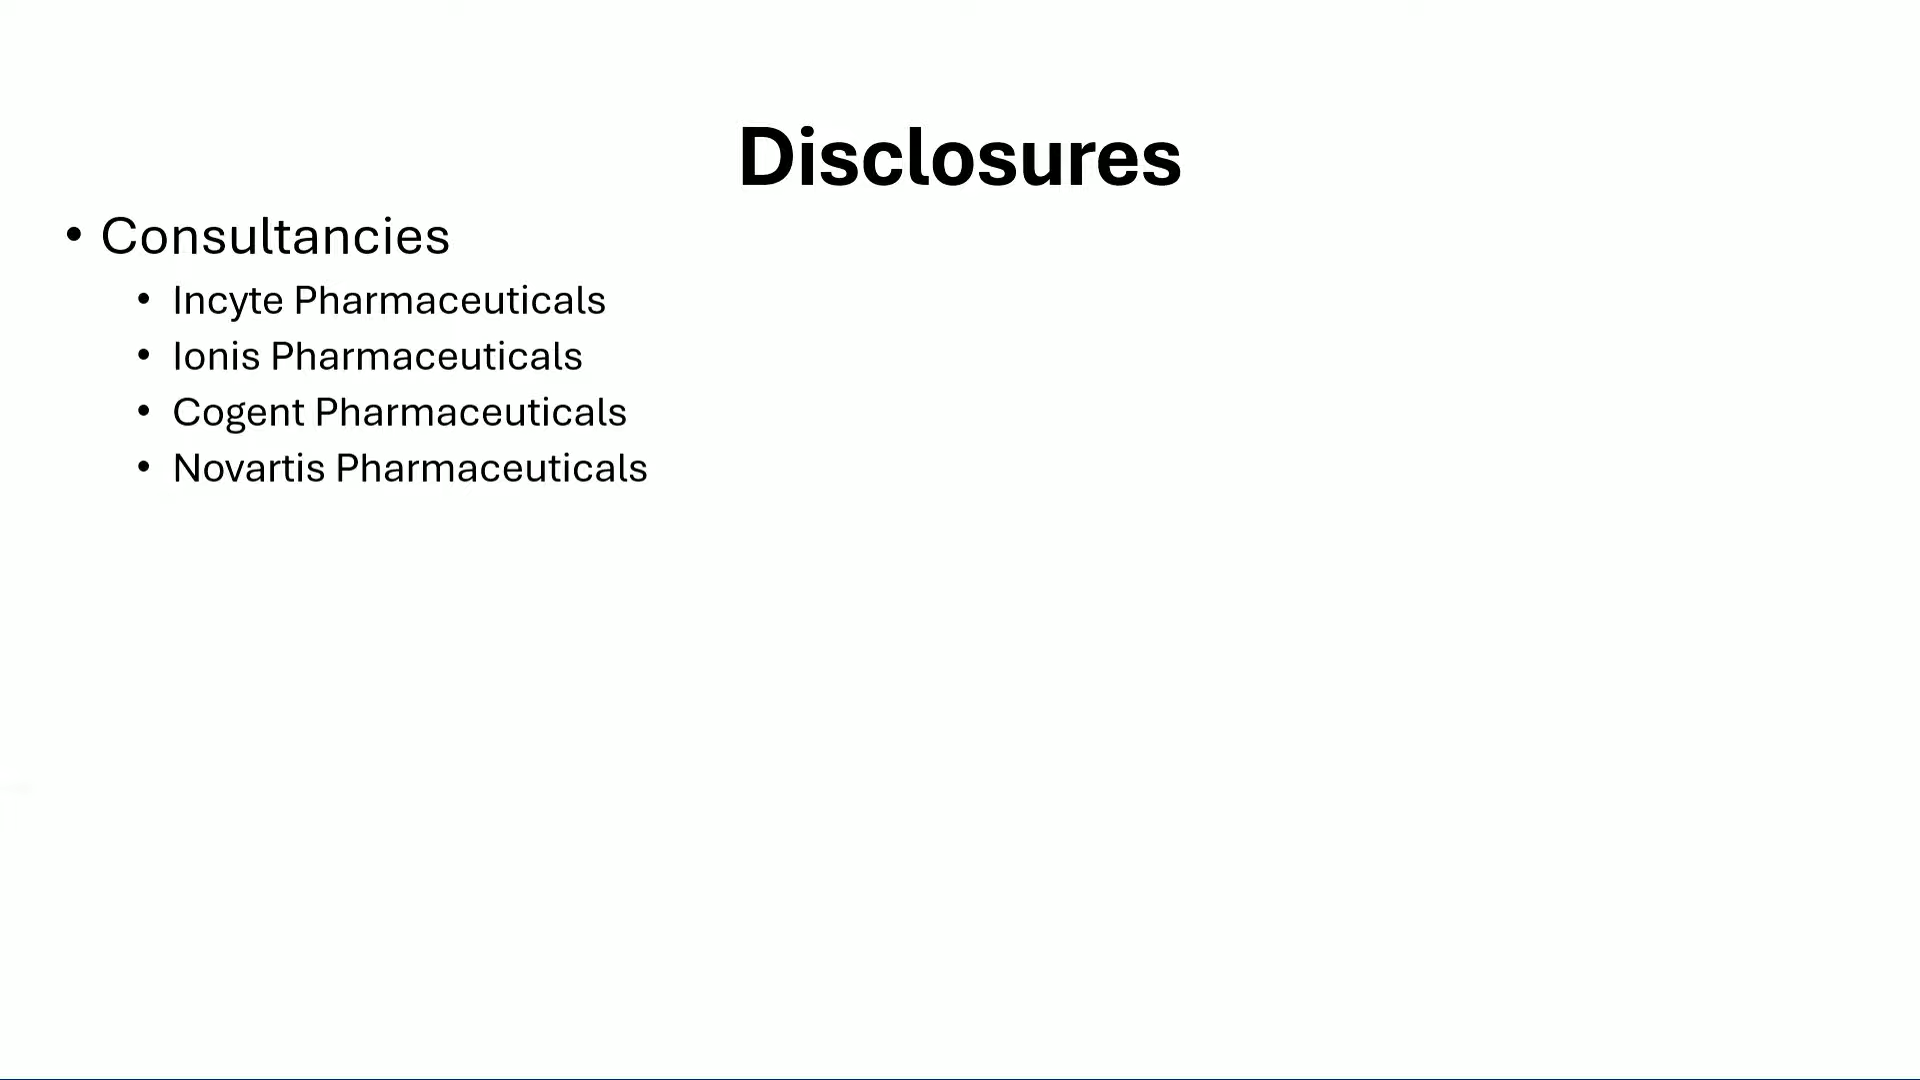 Disclosures
• Consultancies
• Incyte Pharmaceuticals
• Ionis Pharmaceuticals
• Cogent Pharmaceuticals
• Novartis Pharmaceuticals